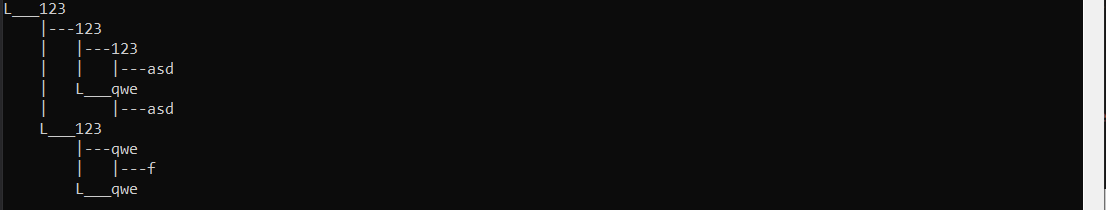 L___123
    |---123
    |   |---123
    |   |   |---asd
    |   L___qwe
    |       |---asd
    L___123
        |---qwe
        |   |---f
        L___qwe